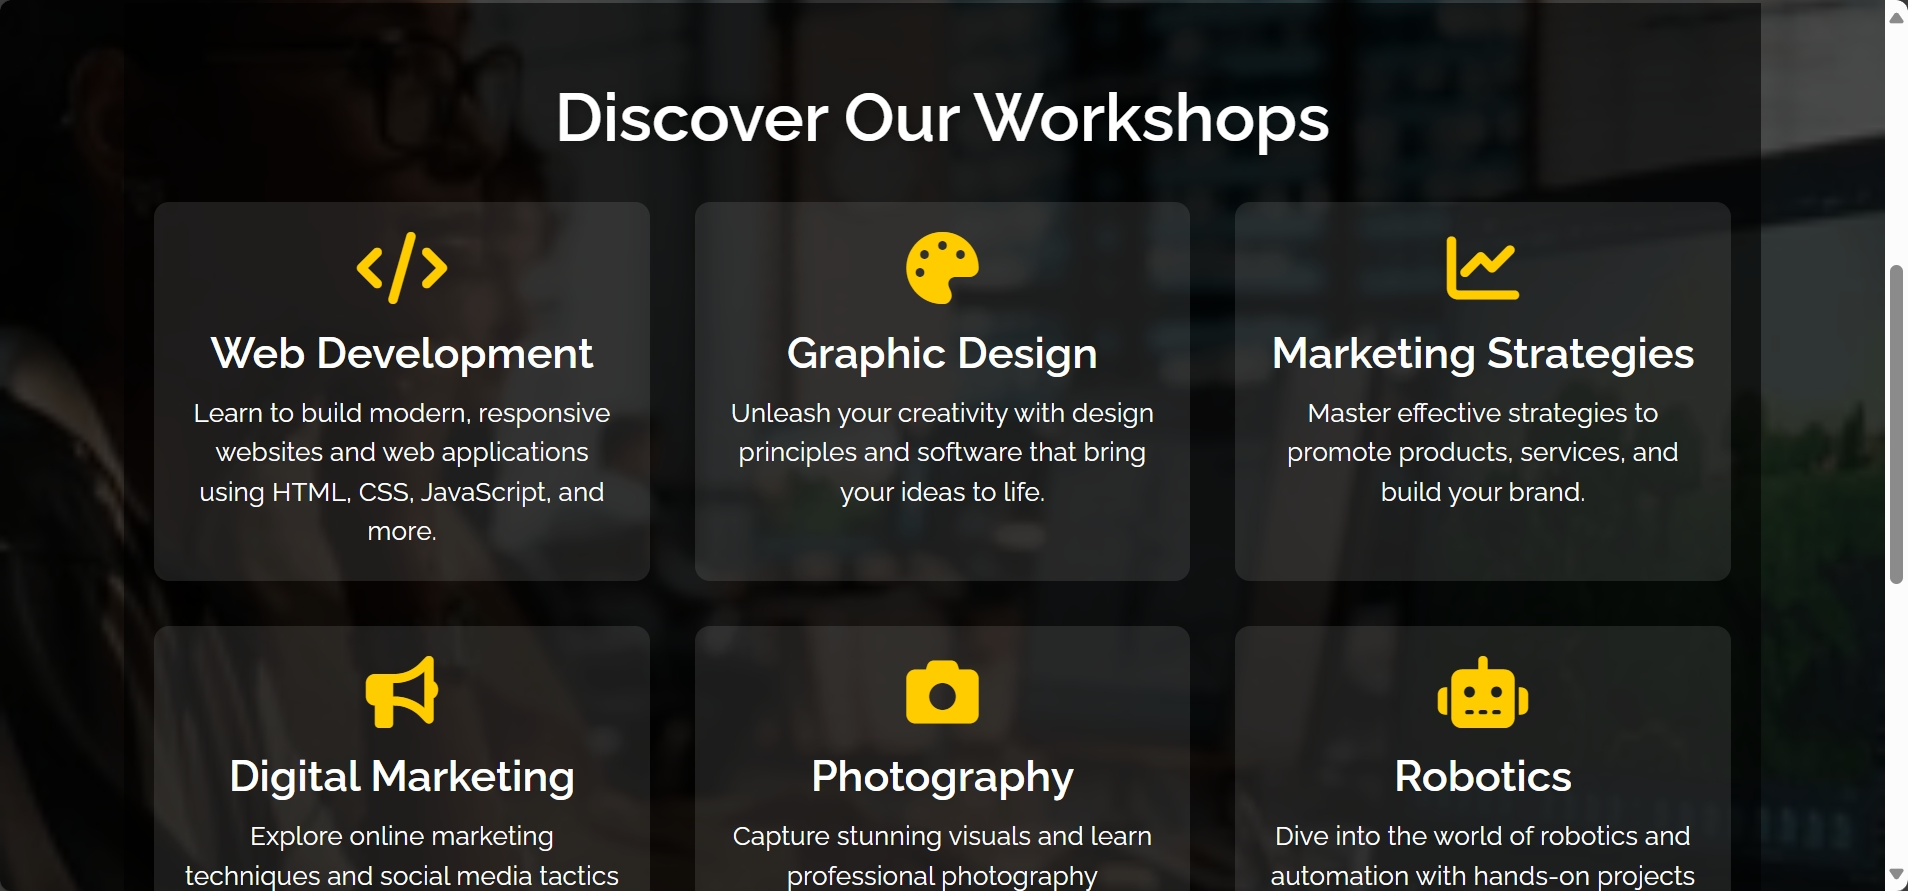 Discover Our Workshops
Web Development
Learn to build modern, responsive
websites and web applications
using HTML, CSS, JavaScript, and
more.
Graphic Design
Unleash your creativity with design
principles and software that bring
your ideas to life.
Marketing Strategies
Master effective strategies to
promote products, services, and
build your brand.
Digital Marketing
Explore online marketing
techniques and social media tactics
Photography
Capture stunning visuals and learn
professional photography
Robotics
Dive into the world of robotics and
automation with hands-on projects